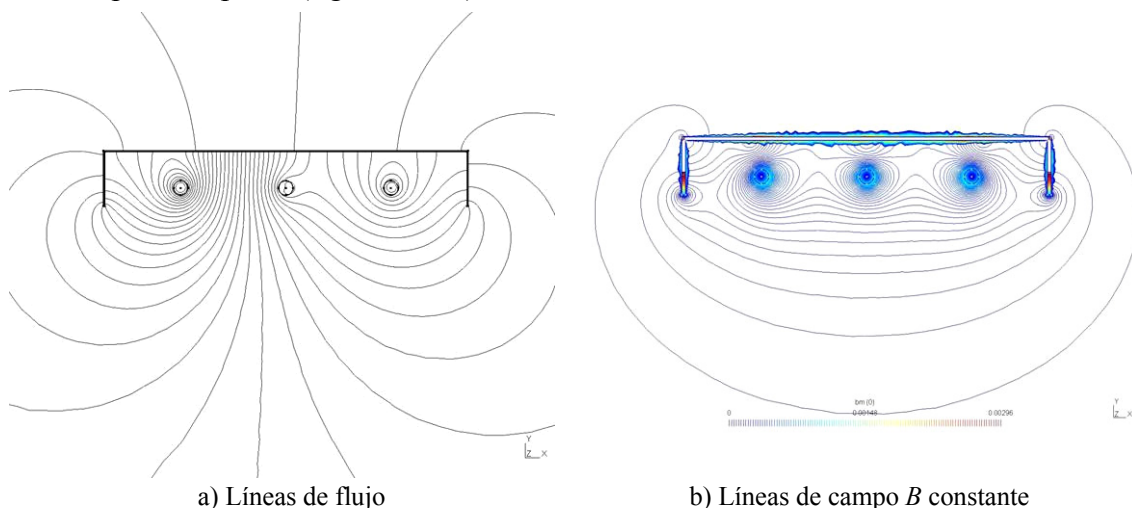 bm (0)
0
0.00148
0.00296
Y
Z X
Y
Z X
a) Líneas de flujo
b) Líneas de campo B constante